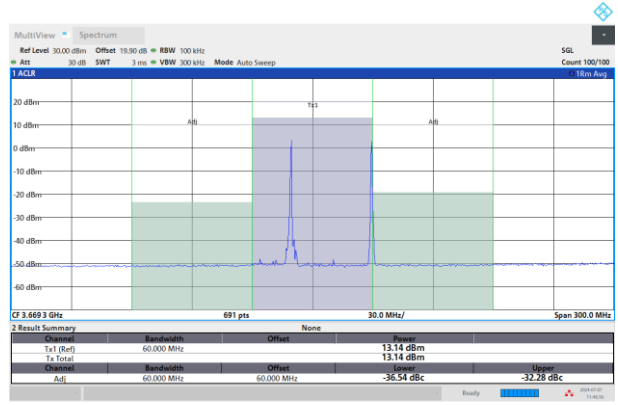 MultiView Spectrum
Ref Level 30.00 dBm Offset 19.90 dB RBW 100 kHz SGL
Att 30 dB SWT 3 ms VBW 300 kHz Mode Auto Sweep Count 100/100
1 ACLR 1Rm Avg
Tx1
Adj Adj
20 dBm
10 dBm
0 dBm
-10 dBm
-20 dBm
-30 dBm
-40 dBm
-50 dBm
-60 dBm
CF 3.6693 GHz 691 pts 30.0 MHz/ Span 300.0 MHz
2 Result Summary None
Channel Bandwidth Offset Power
Tx1 (Ref) 60.000 MHz 13.14 dBm
Tx Total 13.14 dBm
Channel Bandwidth Offset Lower Upper
Adj 60.000 MHz 60.000 MHz -36.54 dBc -32.28 dBc
Ready